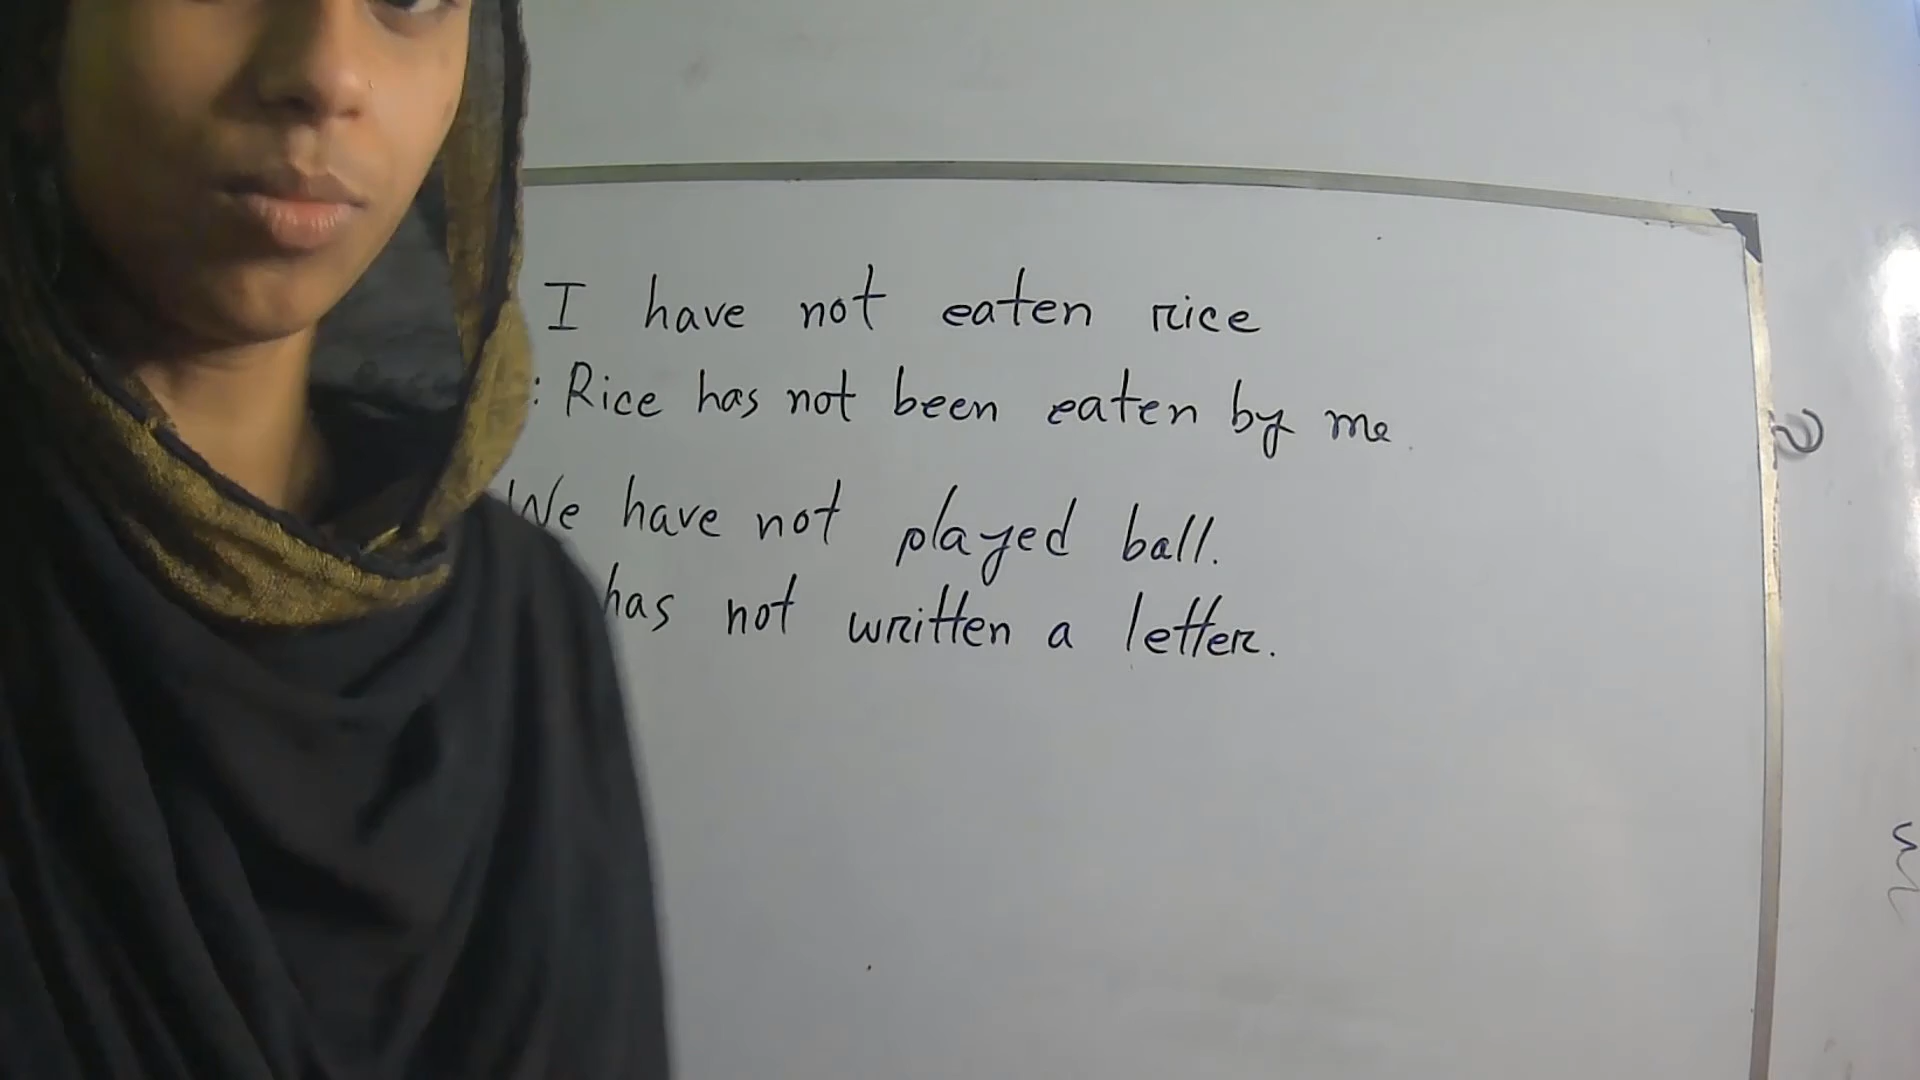 I have not eaten rice
: Rice has not been eaten by me.
We have not played ball.
has not written a letter.